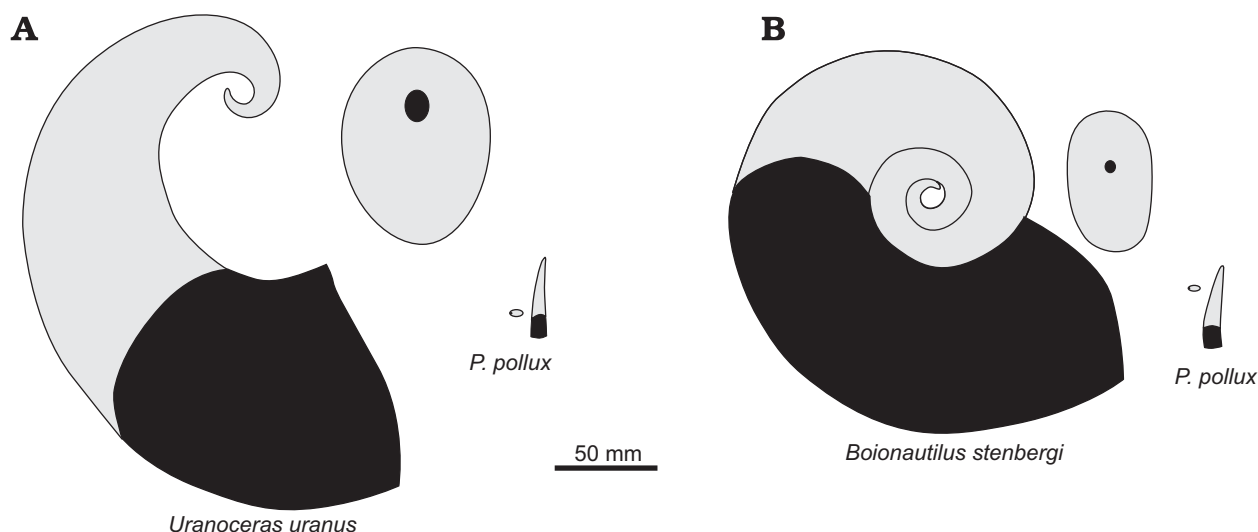 A
B
P. pollux
P. pollux
50 mm
Boionautilus stenbergi
Uranoceras uranus